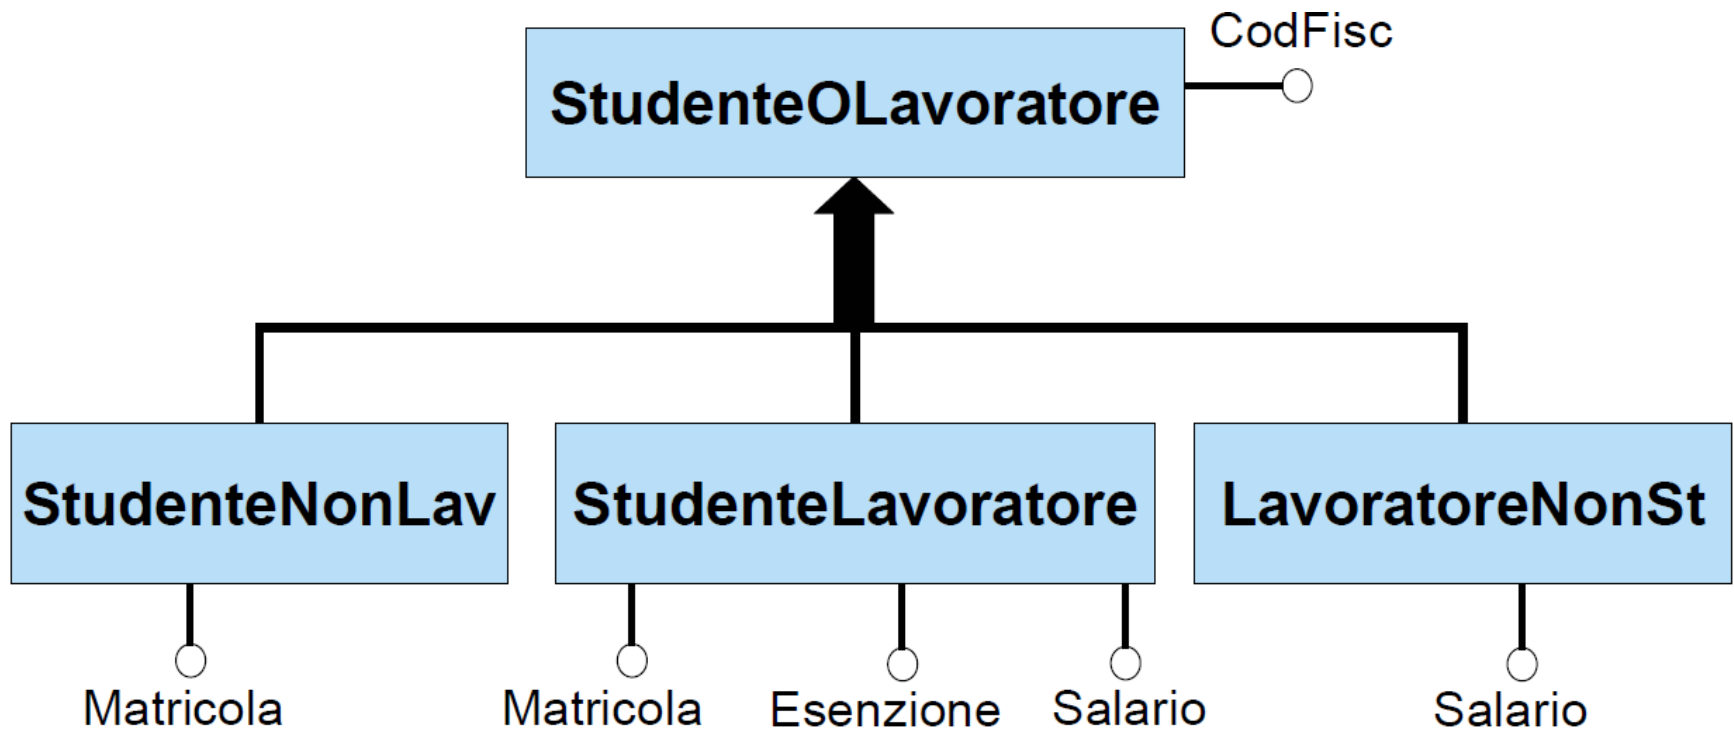 CodFisc
StudenteOLavoratore
StudenteNonLav
StudenteLavoratore
LavoratoreNonSt
Matricola
Matricola
Esenzione
Salario
Salario